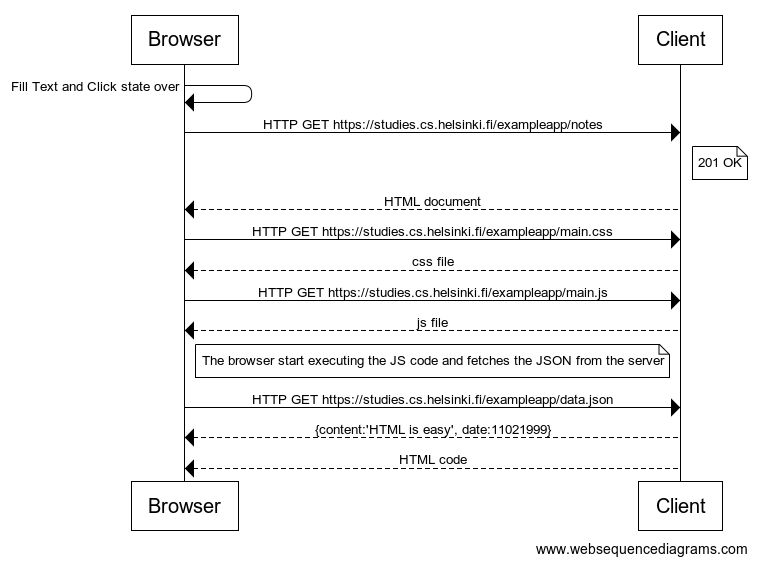 Browser
Client
Fill Text and Click state over
HTTP GET https://studies.cs.helsinki.fi/exampleapp/notes
201 OK
HTML document
HTTP GET https://studies.cs.helsinki.fi/exampleapp/main.css
css file
HTTP GET https://studies.cs.helsinki.fi/exampleapp/main.js
js file
The browser start executing the JS code and fetches the JSON from the server
HTTP GET https://studies.cs.helsinki.fi/exampleapp/data.json
{content:'HTML is easy', date:11021999}
HTML code
Browser
Client
www.websequencediagrams.com